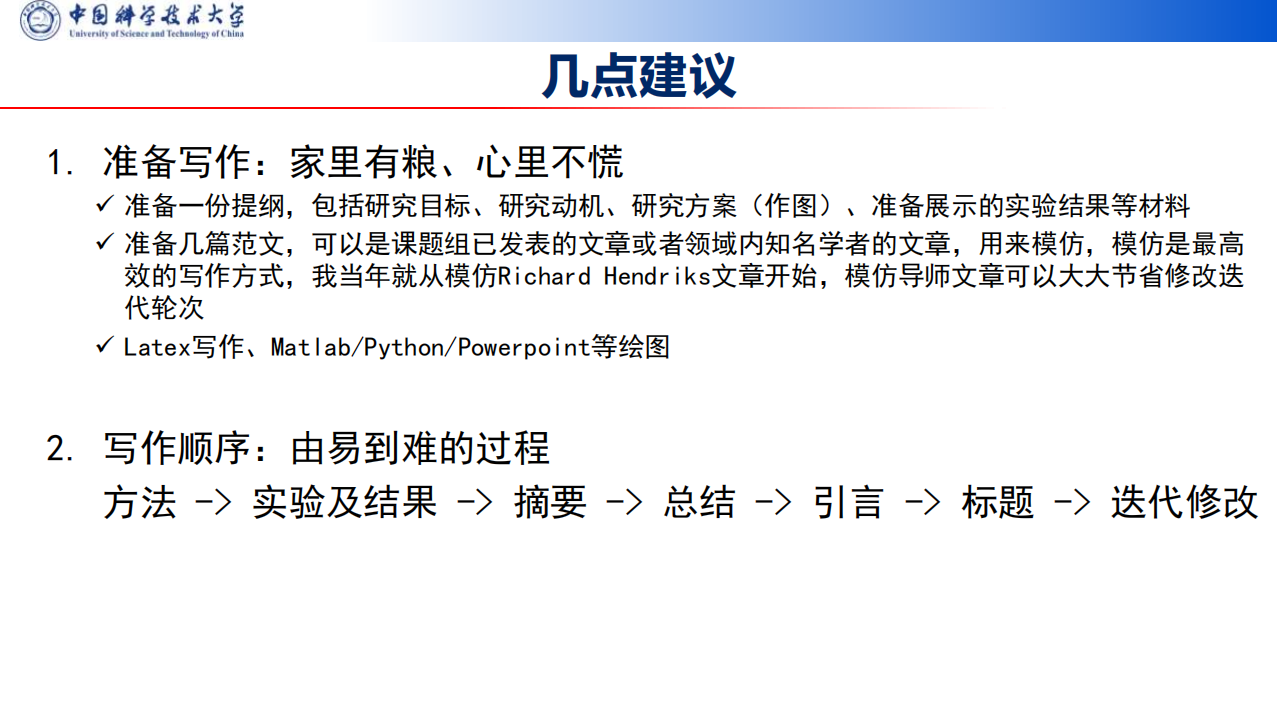 中国科学技术大学
University of Science and Technology of China
几点建议
1. 准备写作：家里有粮、心里不慌
✓ 准备一份提纲，包括研究目标、研究动机、研究方案（作图）、准备展示的实验结果等材料
✓ 准备几篇范文，可以是课题组已发表的文章或者领域内知名学者的文章，用来模仿，模仿是最高
效的写作方式，我当年就从模仿Richard Hendriks文章开始，模仿导师文章可以大大节省修改迭
代轮次
✓ Latex写作、Matlab/Python/Powerpoint等绘图
2. 写作顺序：由易到难的过程
方法 -> 实验及结果 -> 摘要 -> 总结 -> 引言 -> 标题 -> 迭代修改